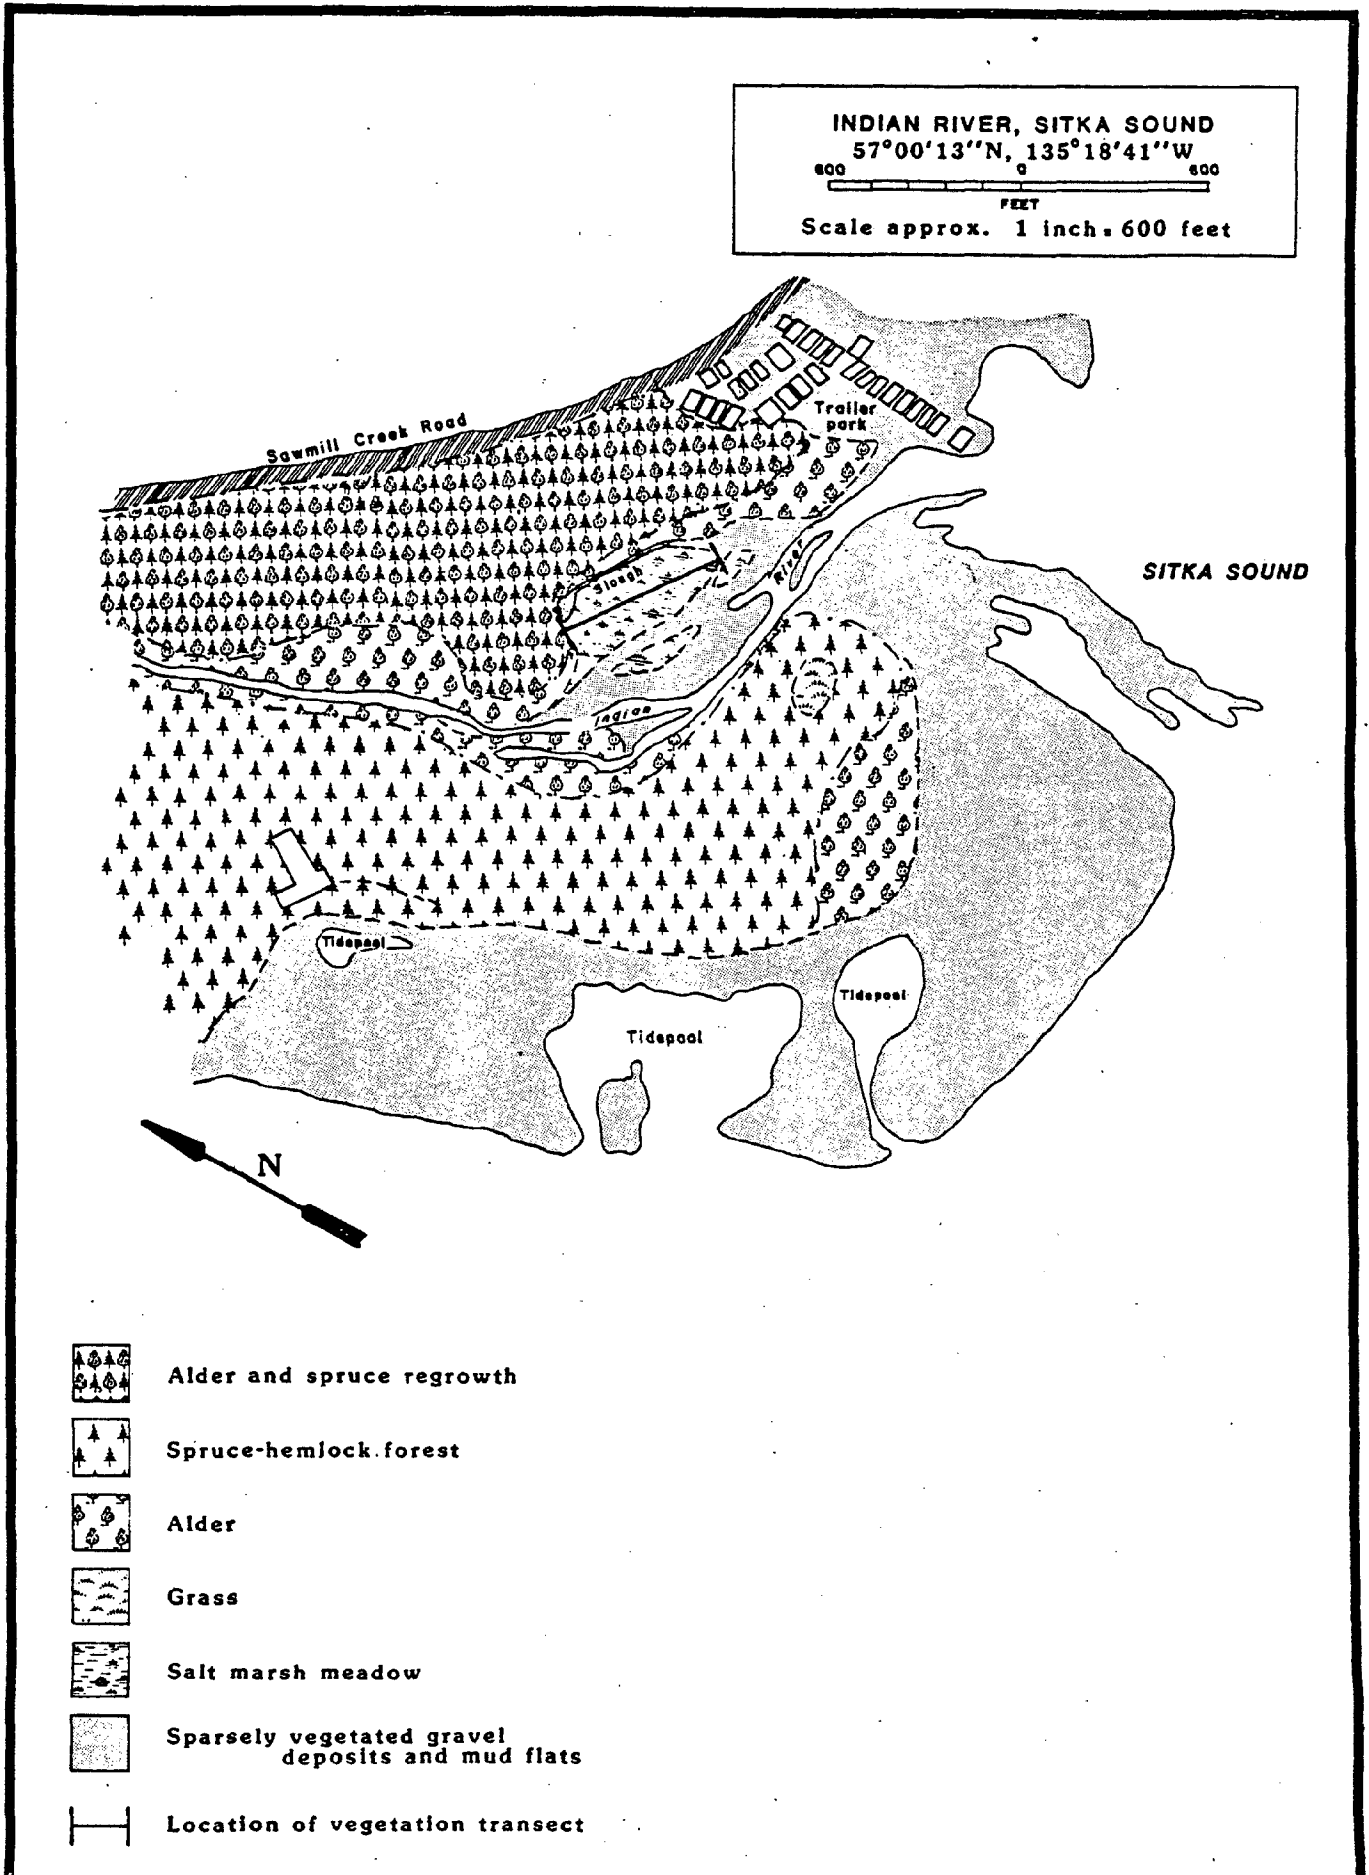 INDIAN RIVER, SITKA SOUND
57°00'13"N, 135°18'41"W
600 0 600
FEET
Scale approx. 1 inch = 600 feet
Sawmill Creek Road
Trailer
park
Slough
River
SITKA SOUND
Indian
Tidepool
Tidepool
Tidepool
N
Alder and spruce regrowth
Spruce-hemlock forest
Alder
Grass
Salt marsh meadow
Sparsely vegetated gravel
deposits and mud flats
Location of vegetation transect